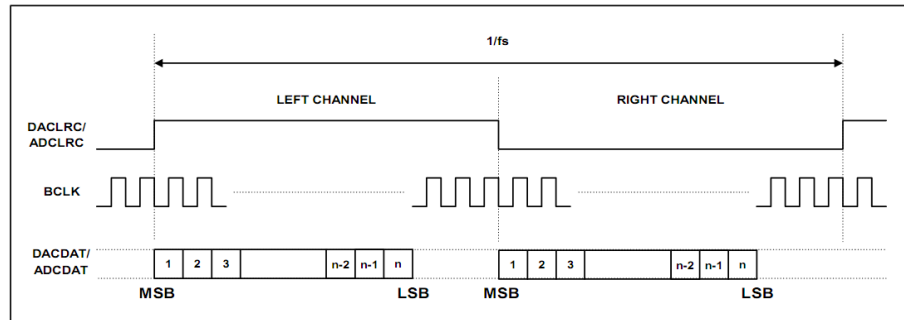 1/fs
LEFT CHANNEL RIGHT CHANNEL
DACLRC/
ADCLRC
BCLK
DACDAT/
ADCDAT
1 2 3 n-2 n-1 n 1 2 3 n-2 n-1 n
MSB LSB MSB LSB